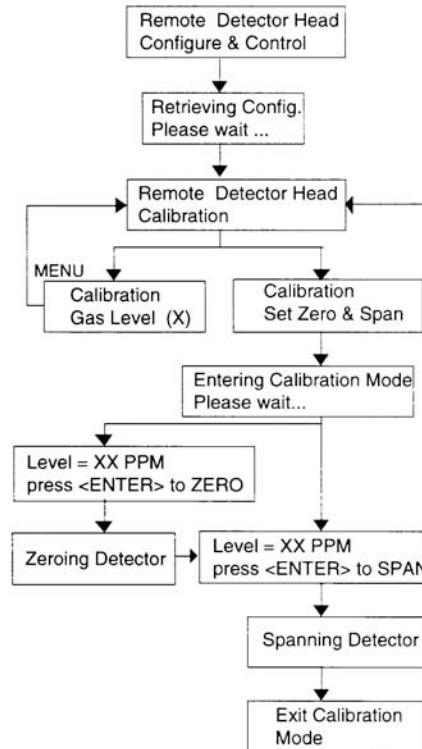 Remote Detector Head
Configure & Control
Retrieving Config.
Please wait ...
Remote Detector Head
Calibration
MENU
Calibration
Gas Level (X)
Calibration
Set Zero & Span
Entering Calibration Mode
Please wait...
Level = XX PPM
press <ENTER> to ZERO
Zeroing Detector
Level = XX PPM
press <ENTER> to SPAN
Spanning Detector
Exit Calibration
Mode